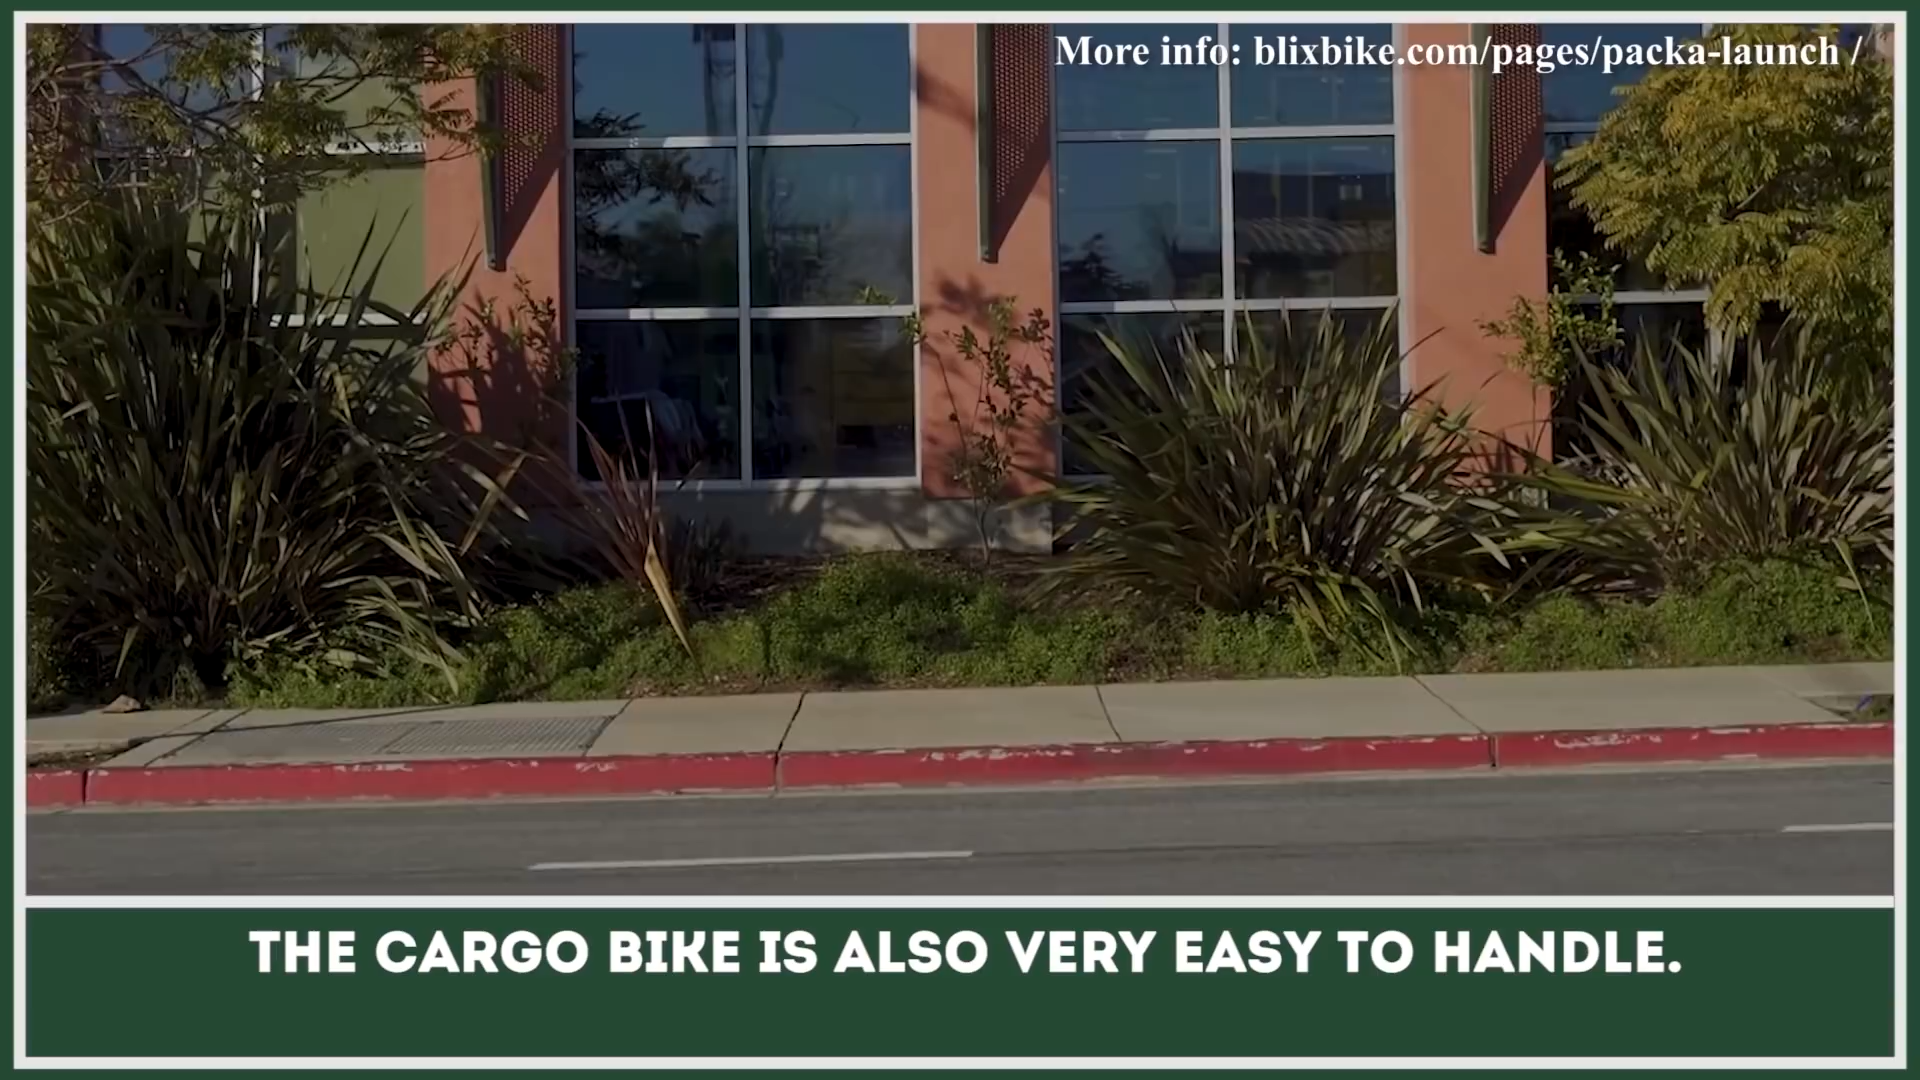 More info: blixbike.com/pages/packa-launch /
THE CARGO BIKE IS ALSO VERY EASY TO HANDLE.